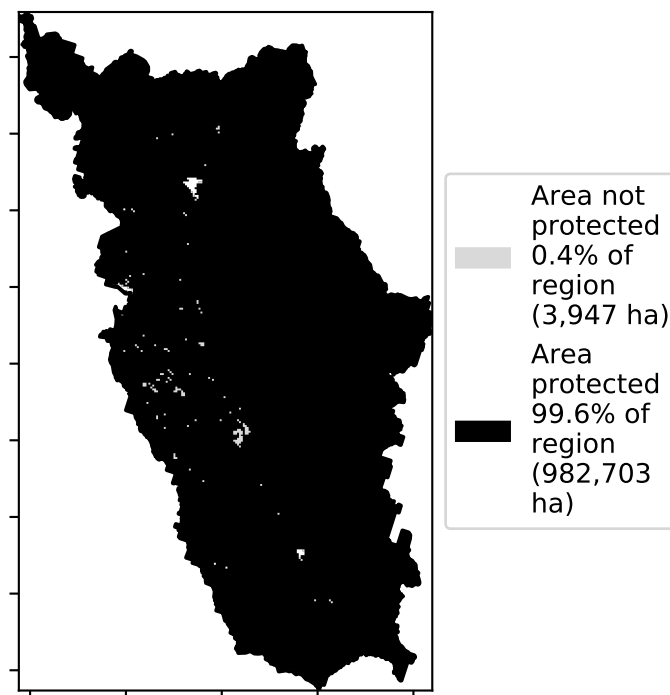 Area not
protected
0.4% of
region
(3,947 ha)
Area
protected
99.6% of
region
(982,703
ha)